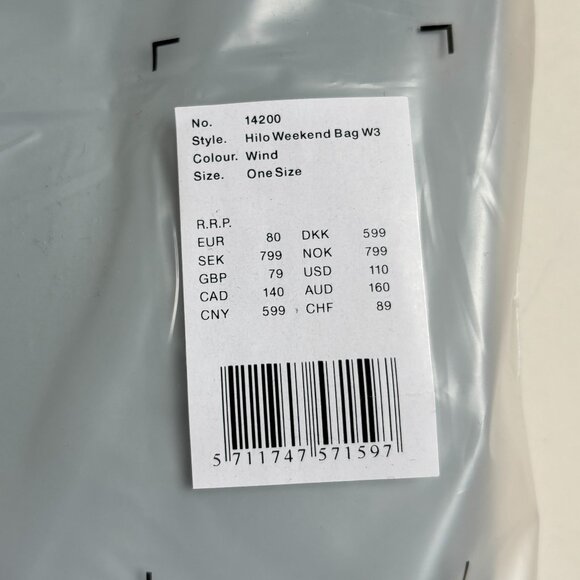 No. 14200
Style. Hilo Weekend Bag W3
Colour. Wind
Size. One Size
R.R.P.
EUR 80 DKK 599
SEK 799 NOK 799
GBP 79 USD 110
CAD 140 AUD 160
CNY 599 CHF 89
5 711747 571597